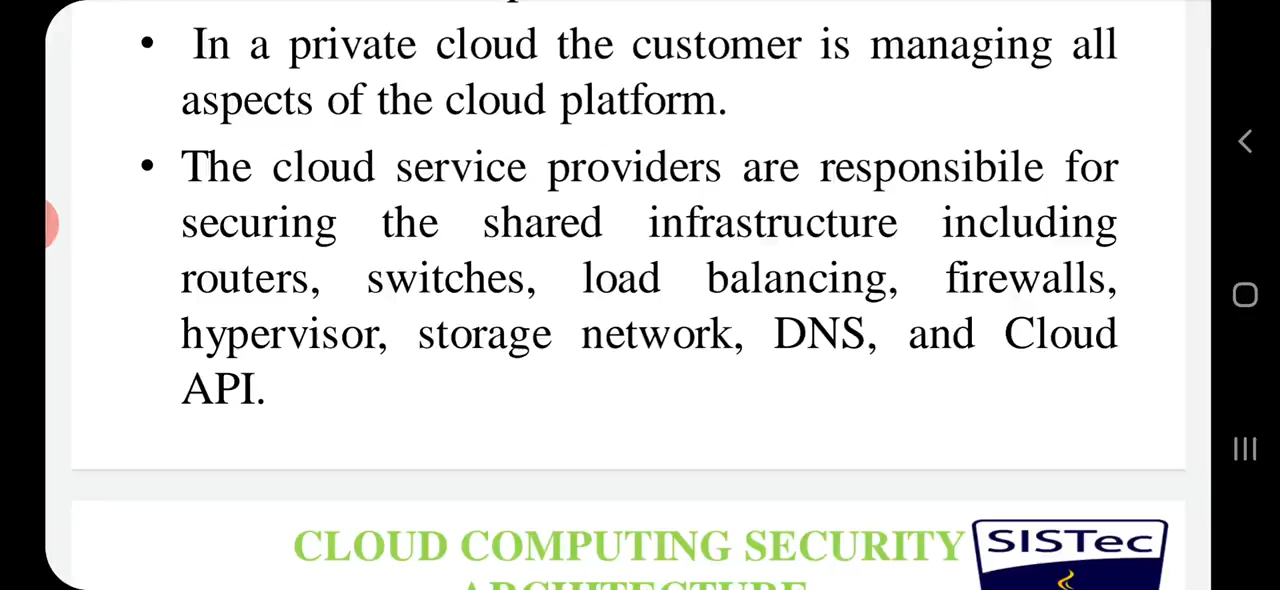 • In a private cloud the customer is managing all
aspects of the cloud platform.
• The cloud service providers are responsibile for
securing the shared infrastructure including
routers, switches, load balancing, firewalls,
hypervisor, storage network, DNS, and Cloud
API.
CLOUD COMPUTING SECURITY
ARCHITECTURE
SISTec